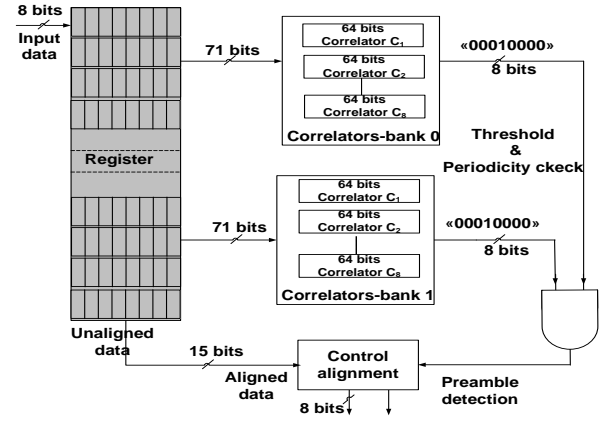 8 bits
Input
data
Register
71 bits
64 bits
Correlator C₁
64 bits
Correlator C₂
64 bits
Correlator C₈
Correlators-bank 0
«00010000»
8 bits
Threshold
&
Periodicity ckeck
71 bits
64 bits
Correlator C₁
64 bits
Correlator C₂
64 bits
Correlator C₈
Correlators-bank 1
«00010000»
8 bits
Unaligned
data
15 bits
Aligned
data
Control
alignment
Preamble
detection
8 bits